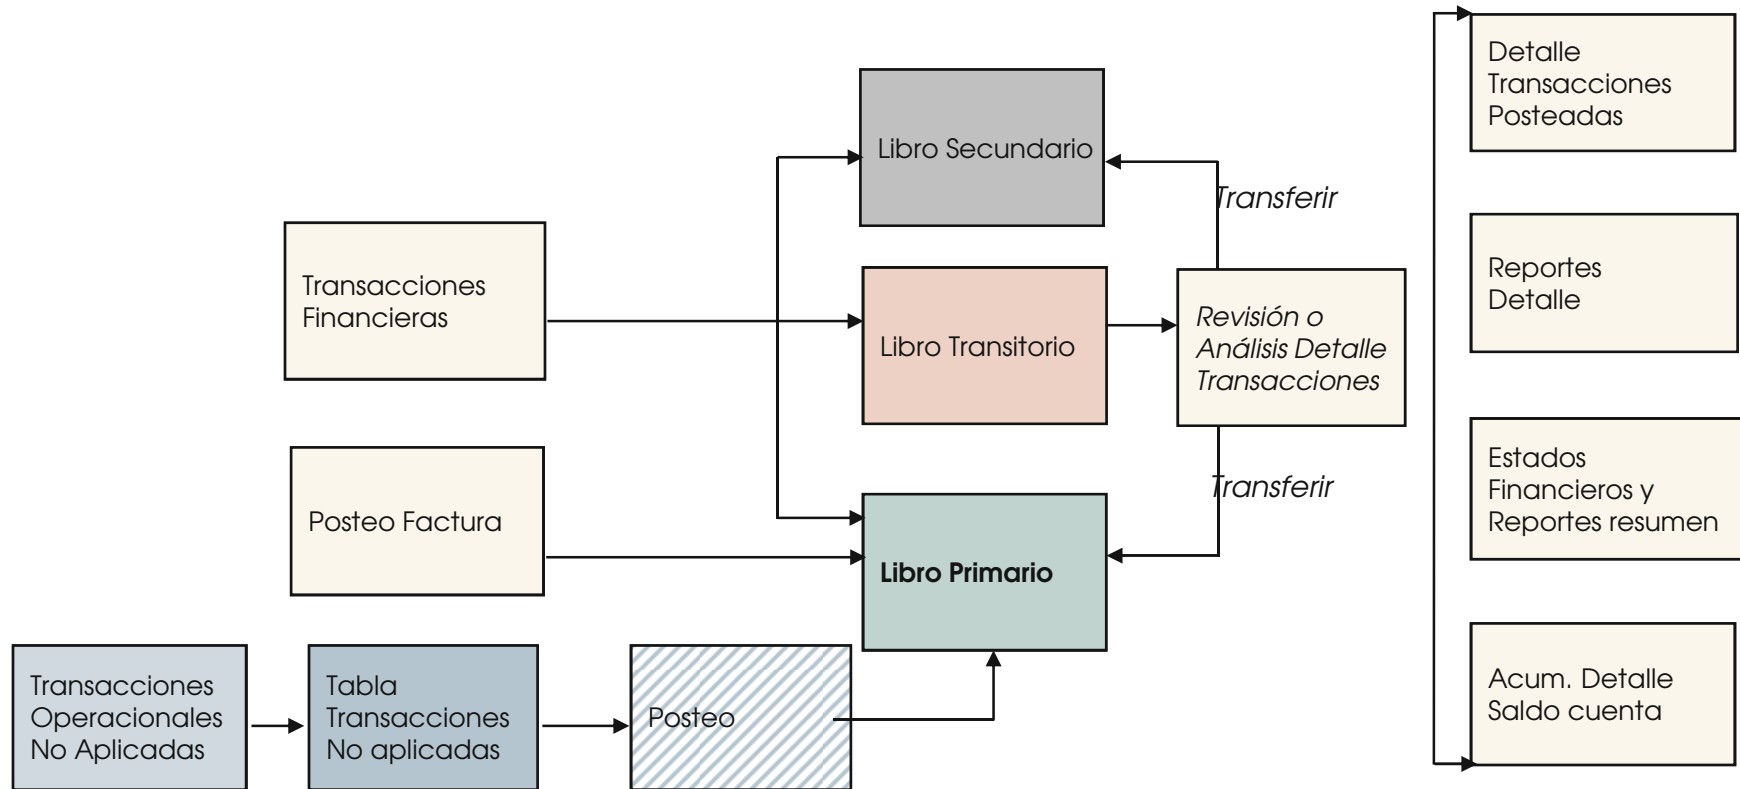 Detalle
Transacciones
Posteadas
Libro Secundario
Transferir
Transacciones
Financieras
Libro Transitorio
Revisión o
Análisis Detalle
Transacciones
Reportes
Detalle
Posteo Factura
Libro Primario
Transferir
Estados
Financieros y
Reportes resumen
Transacciones
Operacionales
No Aplicadas
Tabla
Transacciones
No aplicadas
Posteo
Acum. Detalle
Saldo cuenta